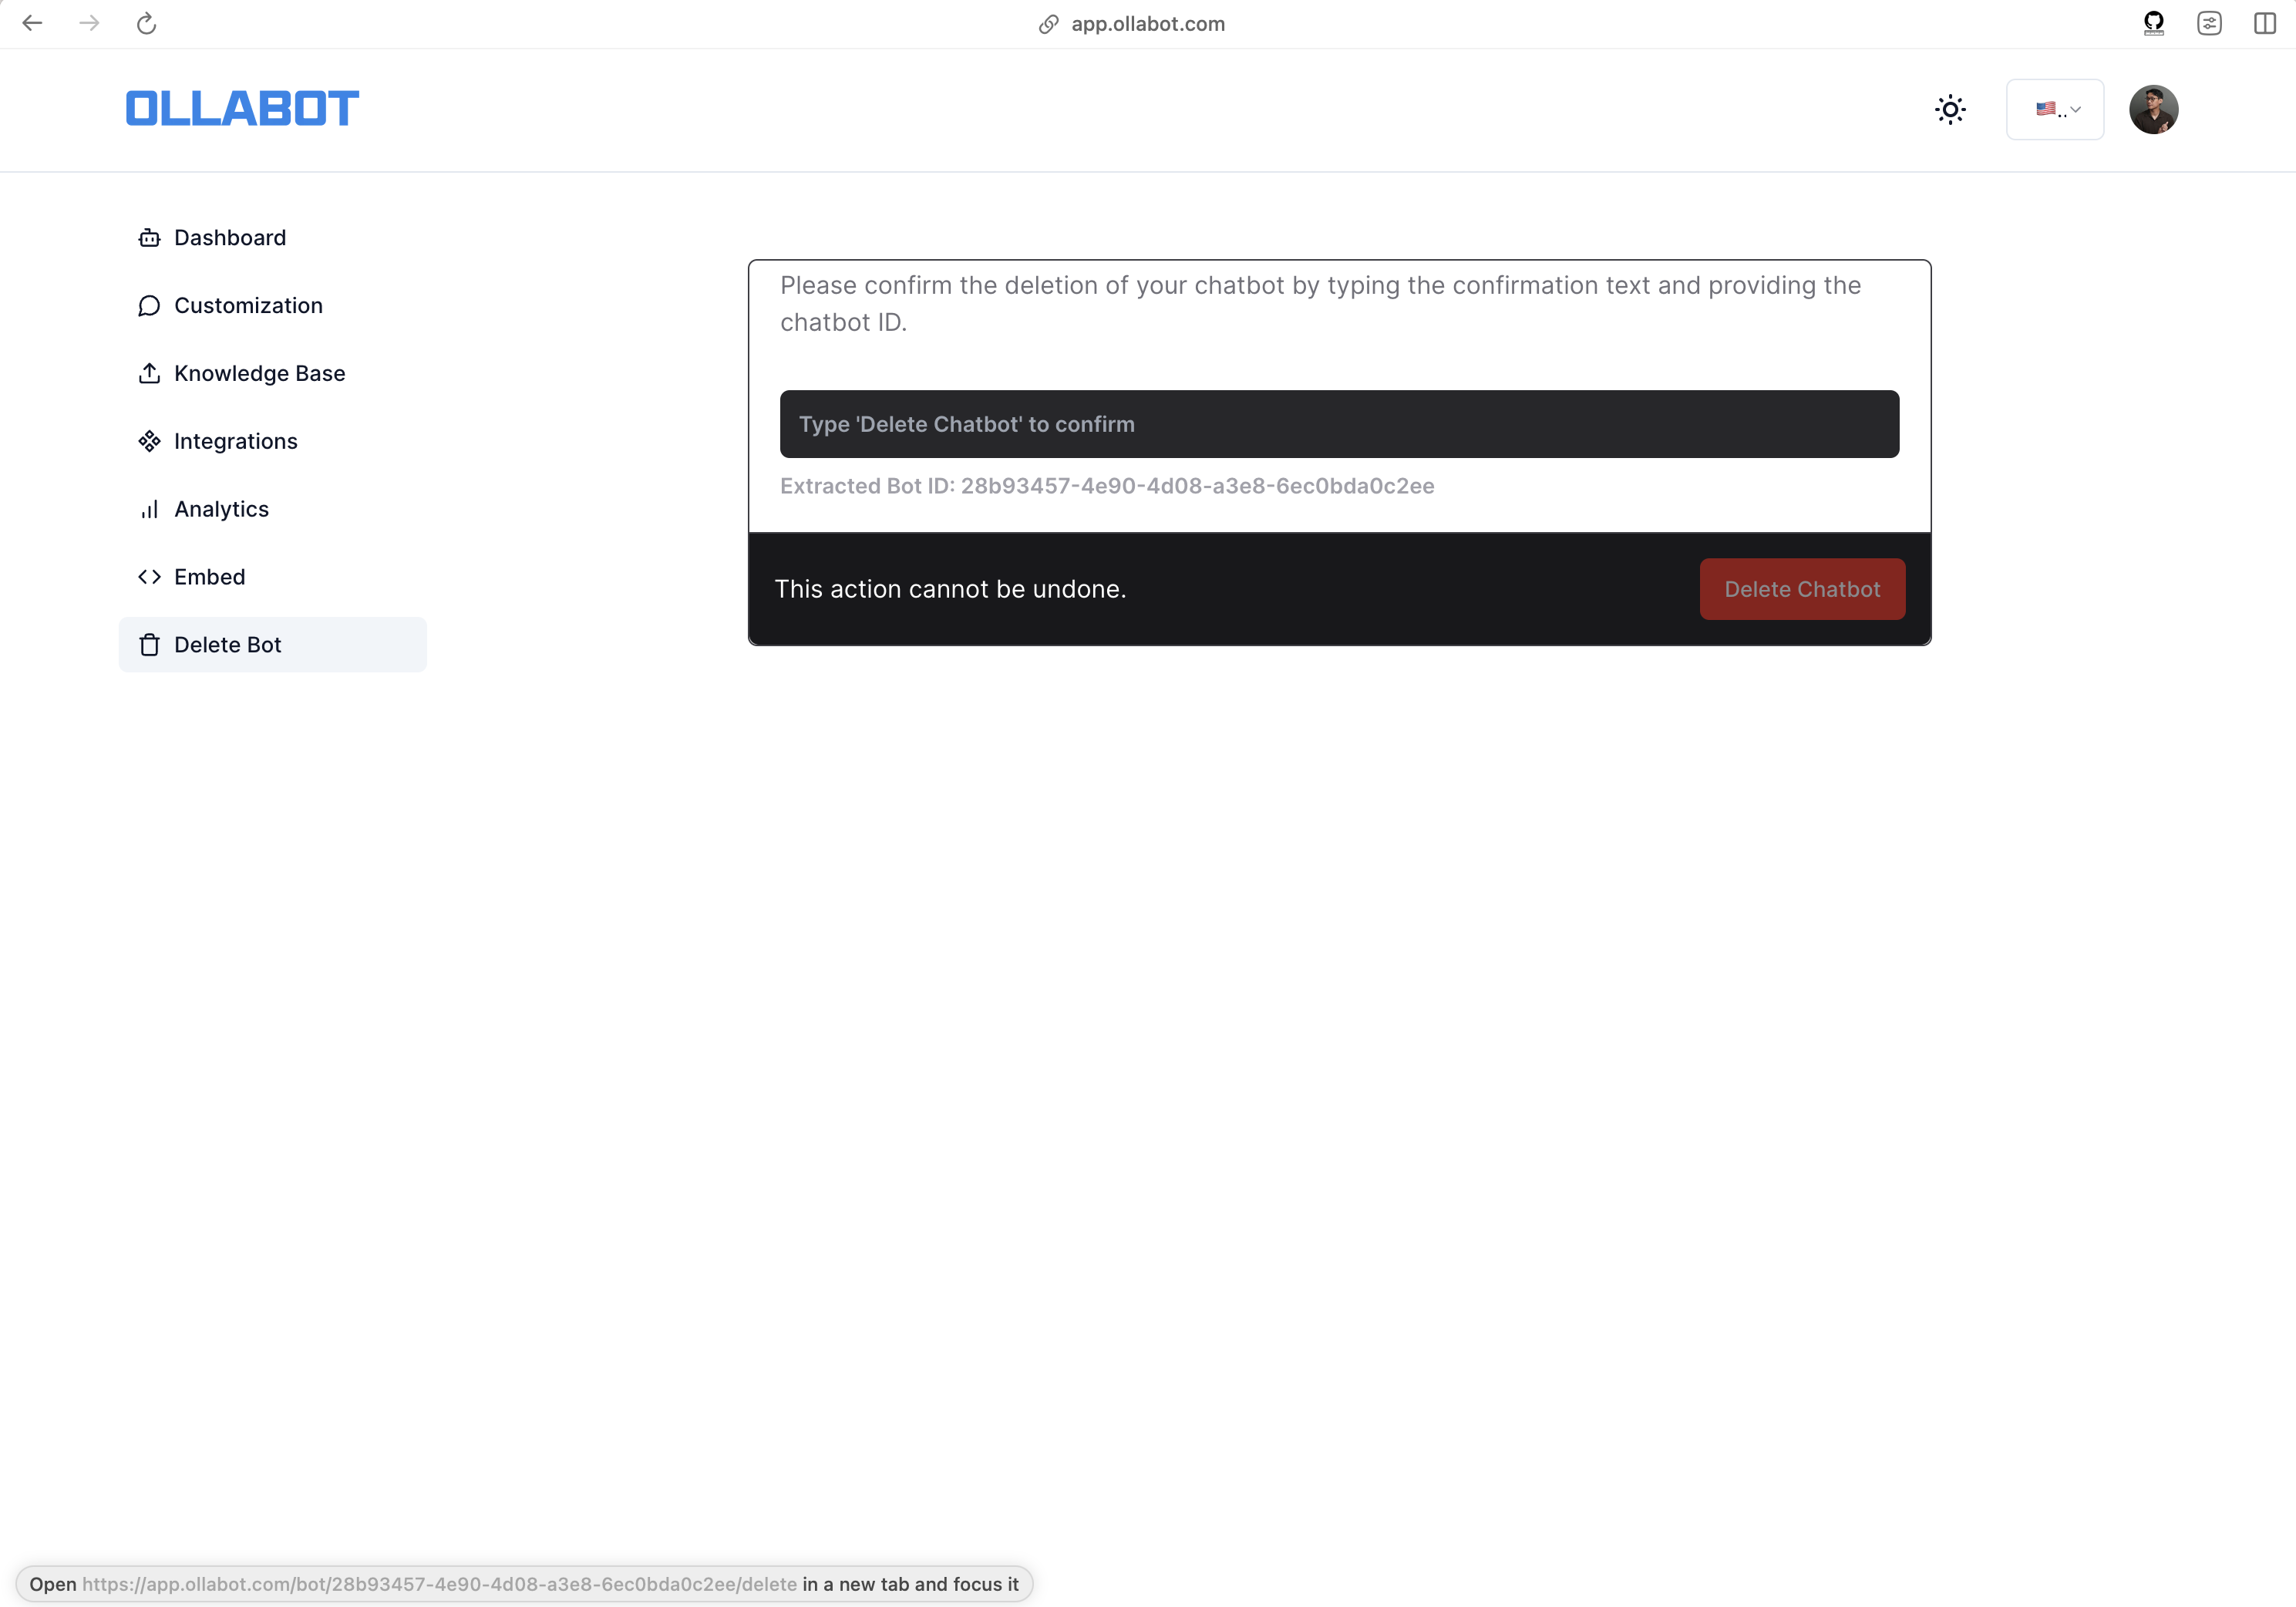 app.ollabot.com
OLLABOT
🇺🇸..
Dashboard
Customization
Knowledge Base
Integrations
Analytics
Embed
Delete Bot
Please confirm the deletion of your chatbot by typing the confirmation text and providing the
chatbot ID.
Type 'Delete Chatbot' to confirm
Extracted Bot ID: 28b93457-4e90-4d08-a3e8-6ec0bda0c2ee
This action cannot be undone.
Delete Chatbot
Open https://app.ollabot.com/bot/28b93457-4e90-4d08-a3e8-6ec0bda0c2ee/delete in a new tab and focus it